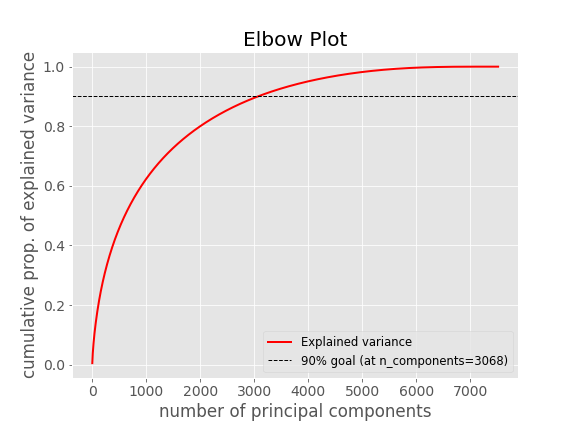 Elbow Plot
cumulative prop. of explained variance
1.0
0.8
0.6
0.4
0.2
0.0
0 1000 2000 3000 4000 5000 6000 7000
number of principal components
Explained variance
90% goal (at n_components=3068)